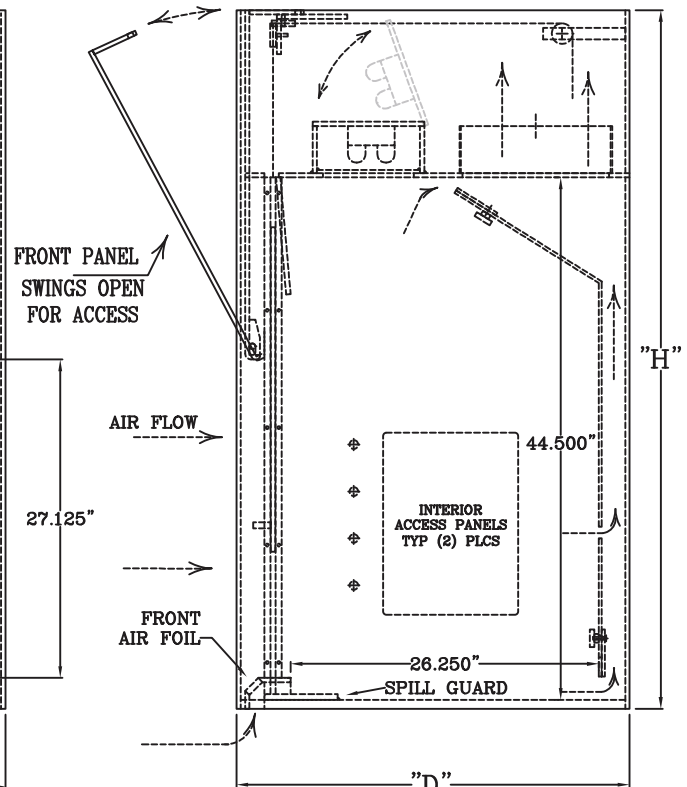 FRONT PANEL
SWINGS OPEN
FOR ACCESS
"H"
AIR FLOW
44.500"
27.125"
INTERIOR
ACCESS PANELS
TYP (2) PLCS
FRONT
AIR FOIL
26.250"
SPILL GUARD
"D"